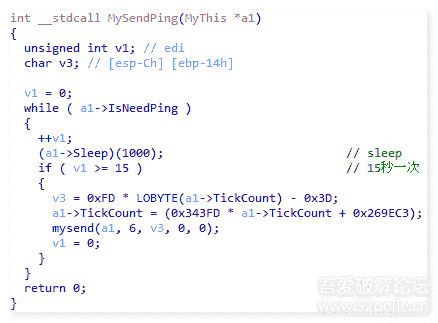 int __stdcall MySendPing(MyThis *a1)
{
unsigned int v1; // edi
char v3; // [esp-Ch] [ebp-14h]
v1 = 0;
while ( a1->IsNeedPing )
{
++v1;
(a1->Sleep)(1000); // sleep
if ( v1 >= 15 ) // 15秒一次
{
v3 = 0xFD * LOBYTE(a1->TickCount) - 0x3D;
a1->TickCount = (0x343FD * a1->TickCount + 0x269EC3);
mysend(a1, 6, v3, 0, 0);
v1 = 0;
}
}
return 0;
}
吾爱破解论坛
www.52pojie.cn